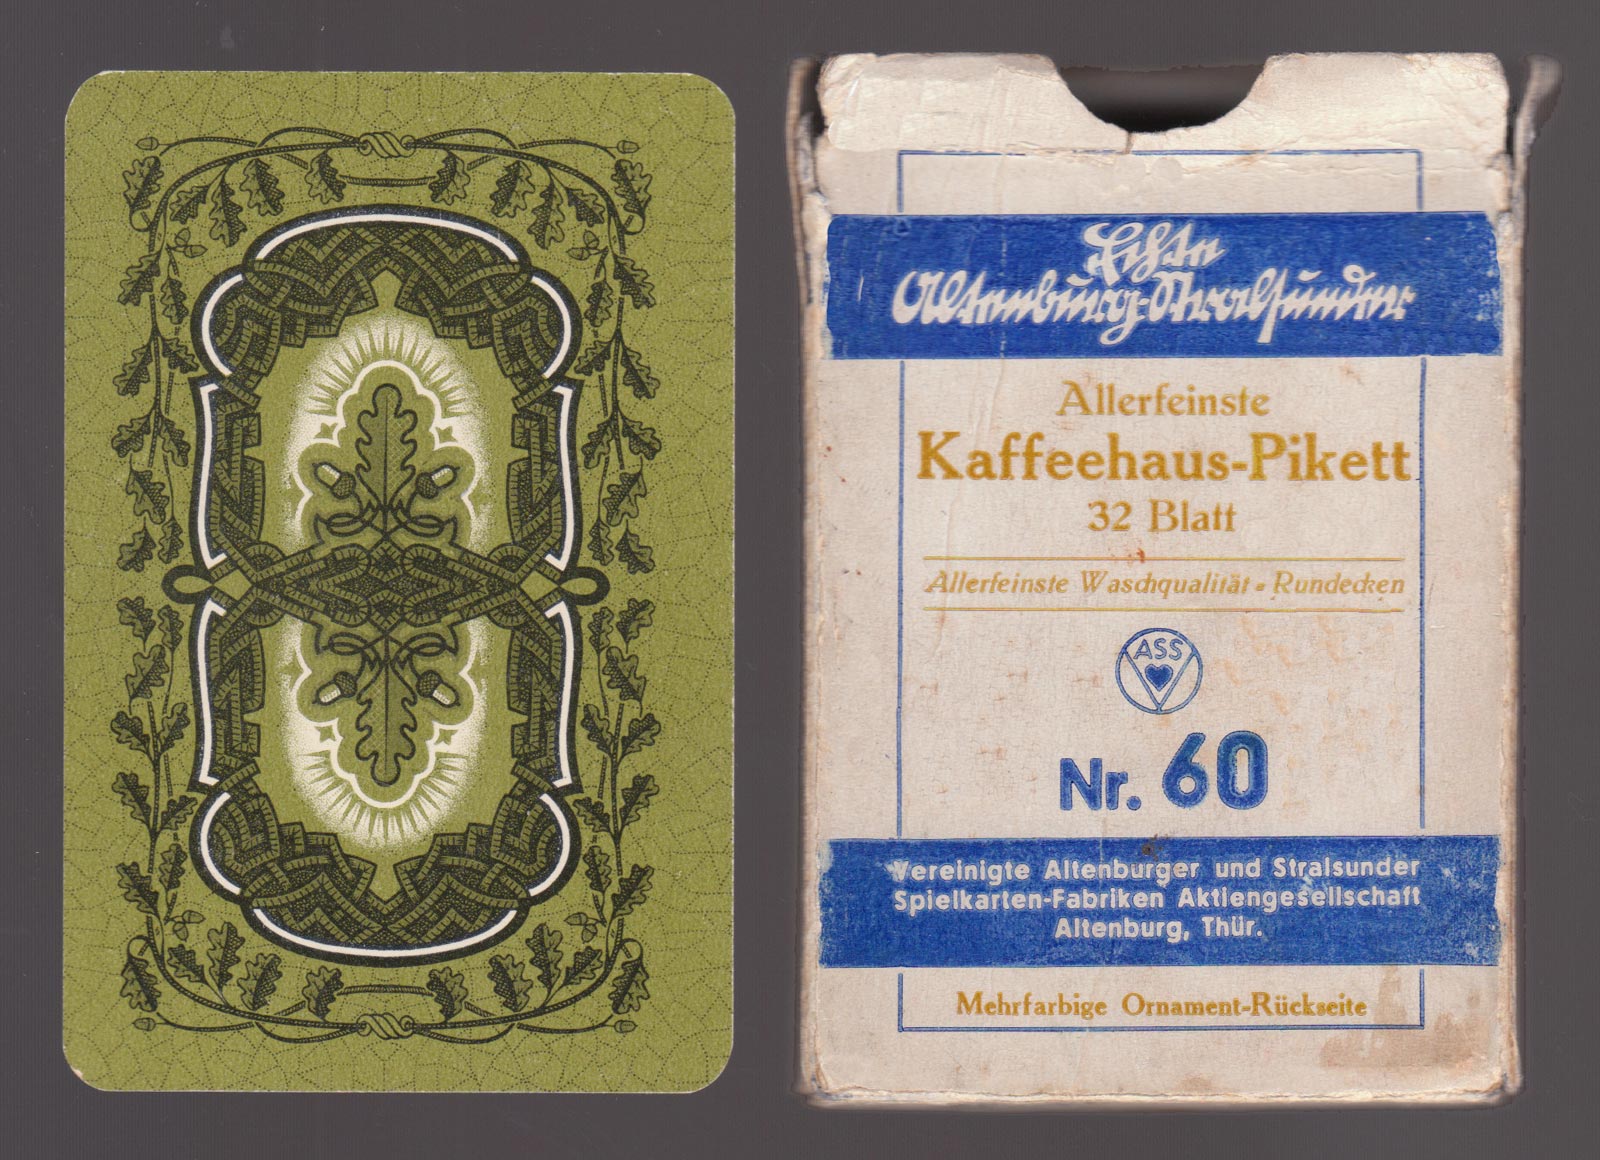 Echte
Altenburg-Stralsunder
Allerfeinste
Kaffeehaus-Pikett
32 Blatt
Allerfeinste Waschqualität - Rundecken
ASS
Nr. 60
Vereinigte Altenburger und Stralsunder
Spielkarten-Fabriken Aktiengesellschaft
Altenburg, Thür.
Mehrfarbige Ornament-Rückseite